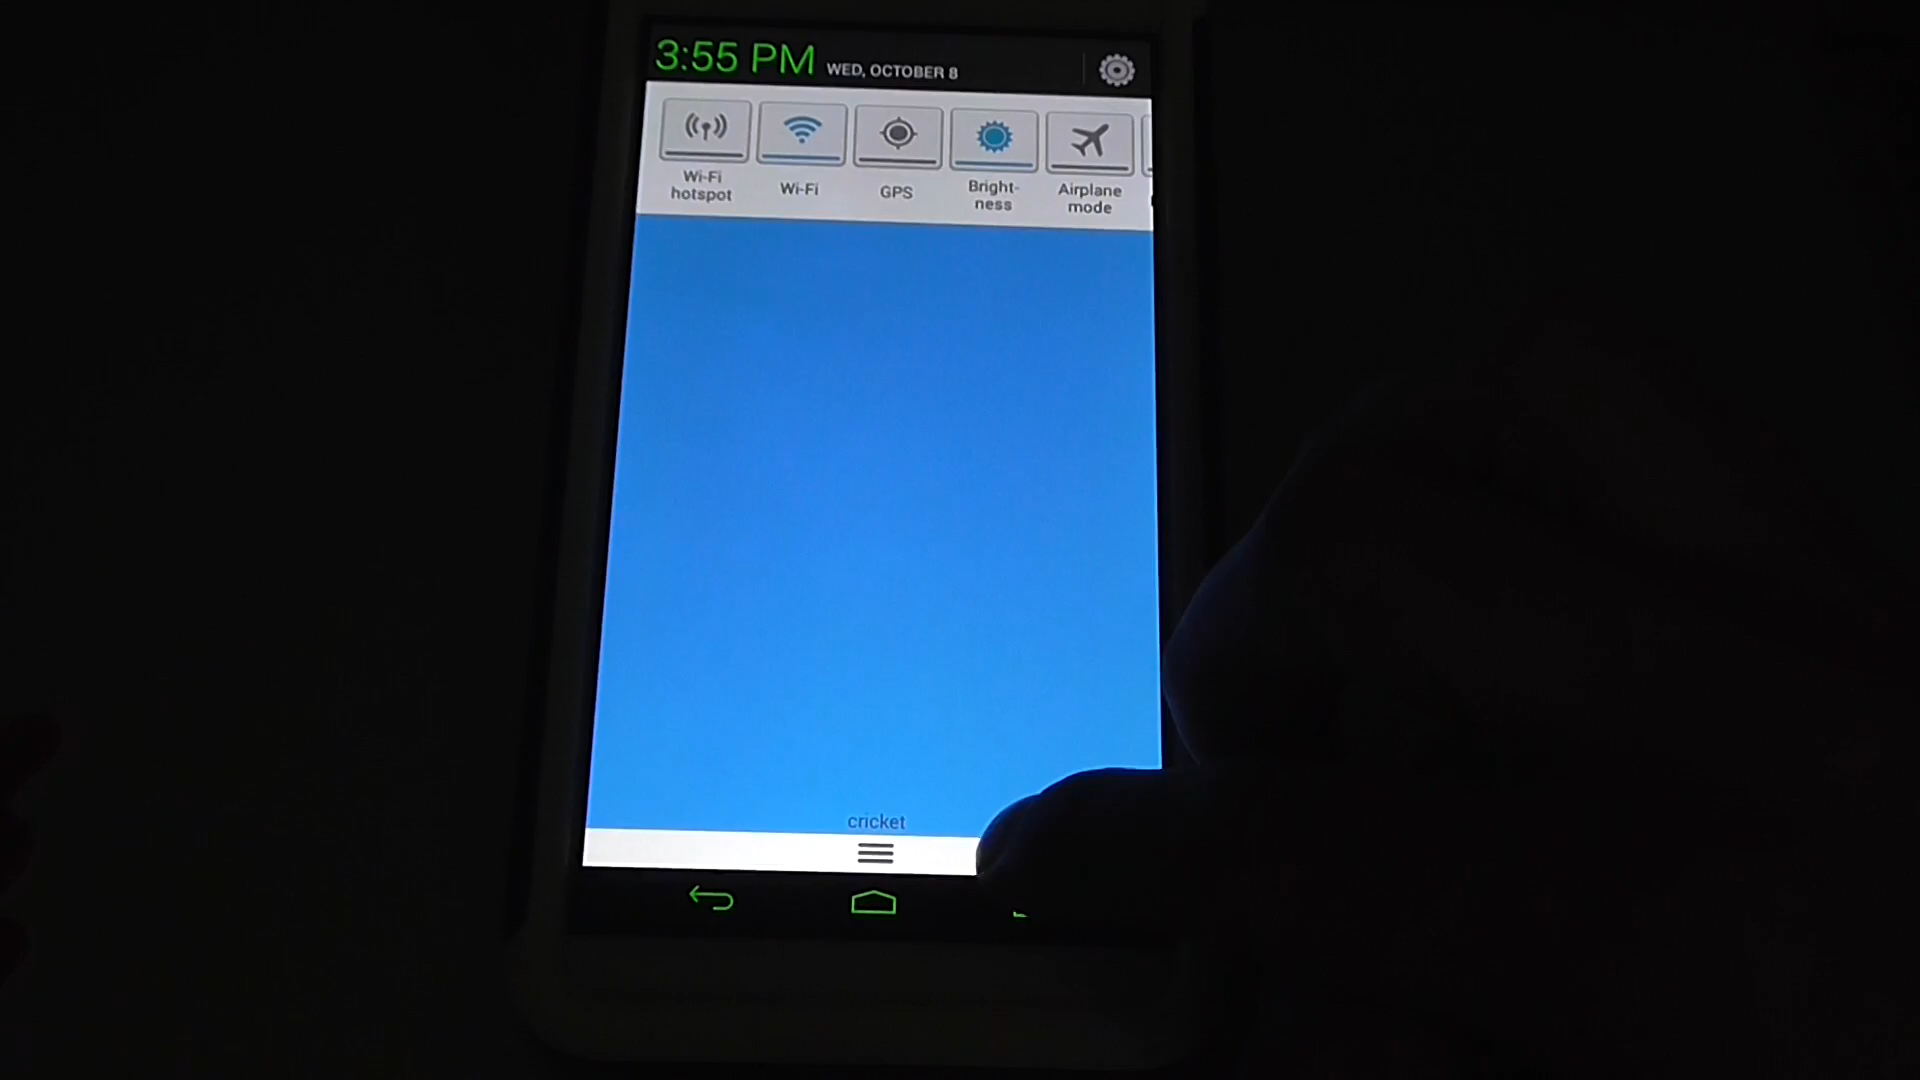 3:55 PM WED, OCTOBER 8
Wi-Fi
hotspot
Wi-Fi
GPS
Bright-
ness
Airplane
mode
cricket